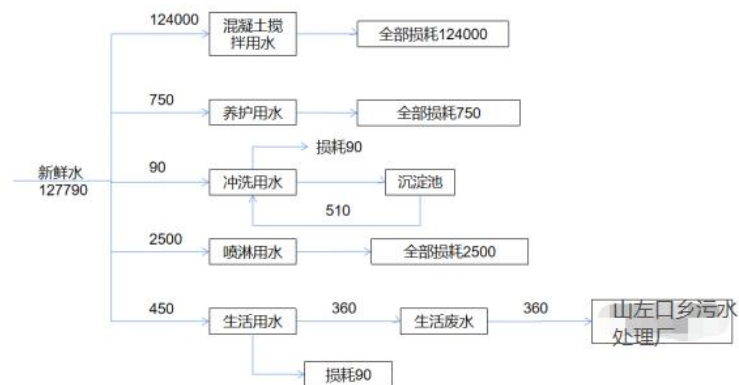 124000
混凝土搅
拌用水
全部损耗124000
750
养护用水
全部损耗750
损耗90
新鲜水
127790
90
冲洗用水
沉淀池
510
2500
喷淋用水
全部损耗2500
450
生活用水
360
生活废水
360
山左口乡污水
处理厂
损耗90